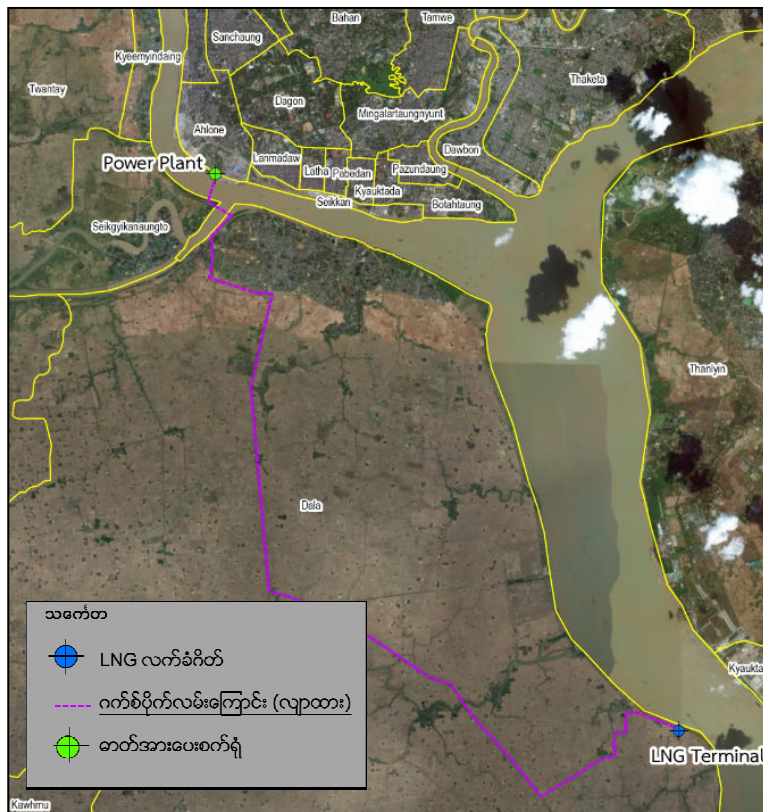 Bahan
Tamwe
Sanchaung
Kyeemyindaing
Thaketa
Twantay
Dagon
Mingalartaungnyunt
Ahlone
Dawbon
Lanmadaw
Power Plant
Latha
Pabedan
Pazundaung
Kyauktada
Seikkan
Botahtaung
Seikgyikanaungto
Thanlyin
Dala
သင်္ကေတ
LNG လက်ခံဂိတ်
ဂက်စ်ပိုက်လမ်းကြောင်း (လျာထား)
ဓာတ်အားပေးစက်ရုံ
Kyaukta
LNG Terminal
Kawhmu